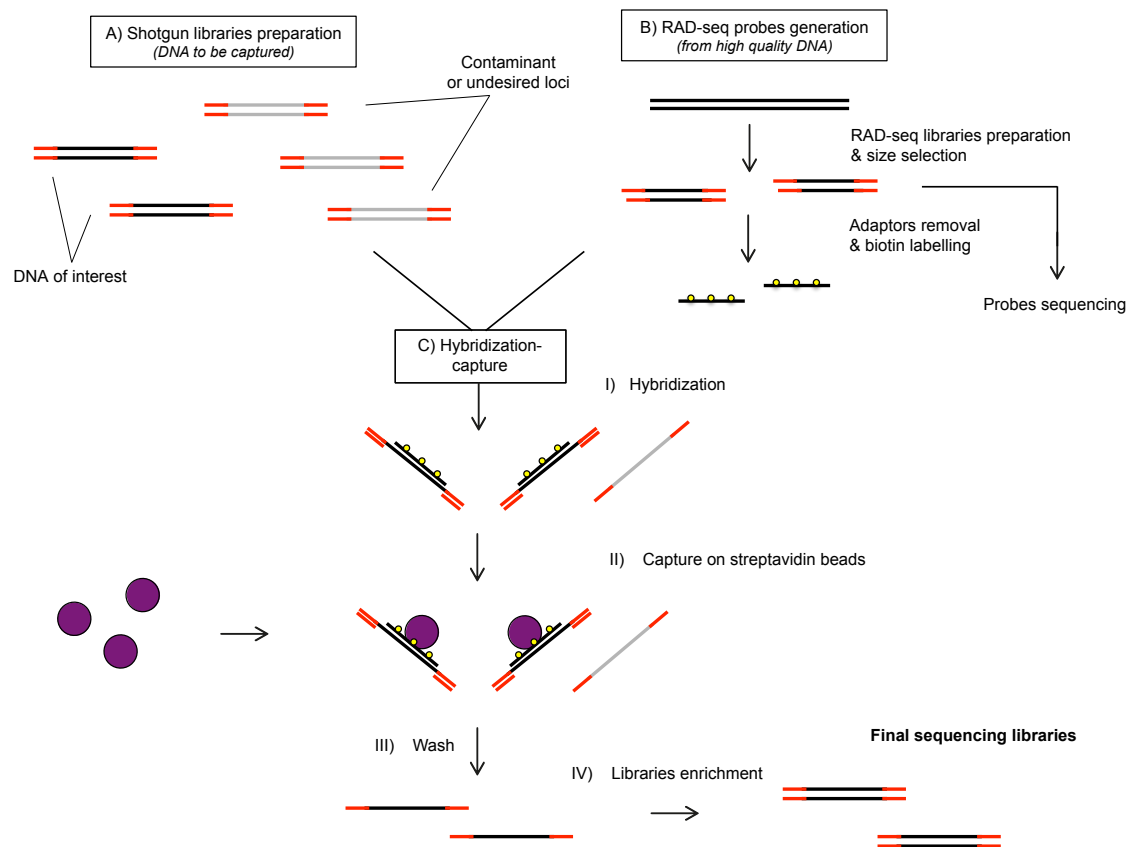 A) Shotgun libraries preparation
(DNA to be captured)
B) RAD-seq probes generation
(from high quality DNA)
Contaminant
or undesired loci
RAD-seq libraries preparation
& size selection
Adaptors removal
& biotin labelling
DNA of interest
Probes sequencing
C) Hybridization-
capture
I) Hybridization
II) Capture on streptavidin beads
III) Wash
Final sequencing libraries
IV) Libraries enrichment